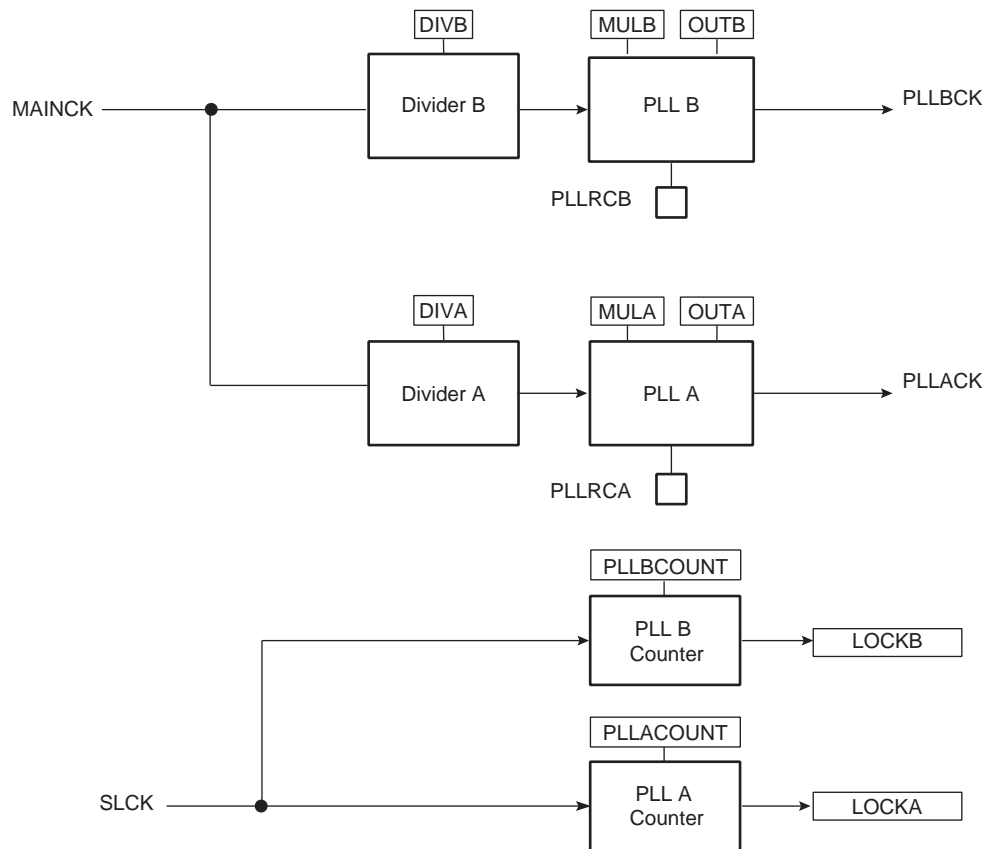 DIVB
MULB
OUTB
MAINCK
Divider B
PLL B
PLLBCK
PLLRCB
DIVA
MULA
OUTA
Divider A
PLL A
PLLACK
PLLRCA
PLLBCOUNT
PLL B
Counter
LOCKB
PLLACOUNT
SLCK
PLL A
Counter
LOCKA